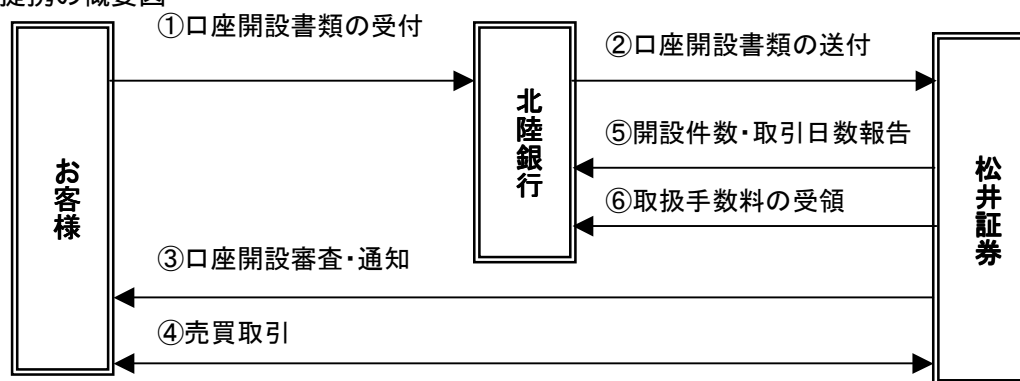 提携の概要図
①口座開設書類の受付
②口座開設書類の送付
北陸銀行
⑤開設件数・取引日数報告
お客様
松井証券
⑥取扱手数料の受領
③口座開設審査・通知
④売買取引